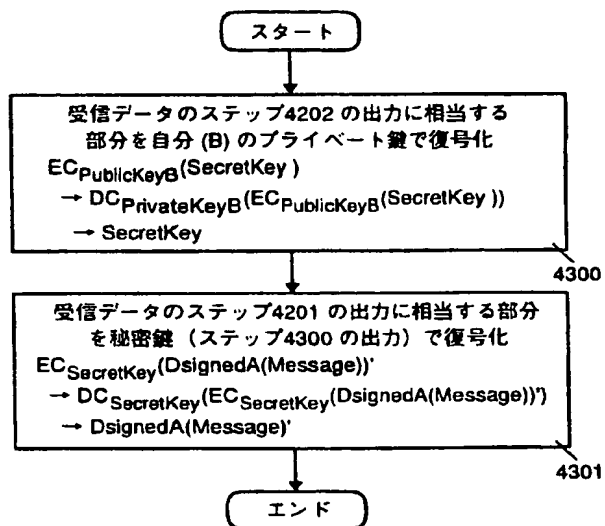 スタート
受信データのステップ4202 の出力に相当する
部分を自分 (B) のプライベート鍵で復号化
EC_PublicKeyB(SecretKey )
→ DC_PrivateKeyB(EC_PublicKeyB(SecretKey ))
→ SecretKey
4300
受信データのステップ4201 の出力に相当する部分
を秘密鍵（ステップ4300 の出力）で復号化
EC_SecretKey(DsignedA(Message))'
→ DC_SecretKey(EC_SecretKey(DsignedA(Message))')
→ DsignedA(Message)'
4301
エンド